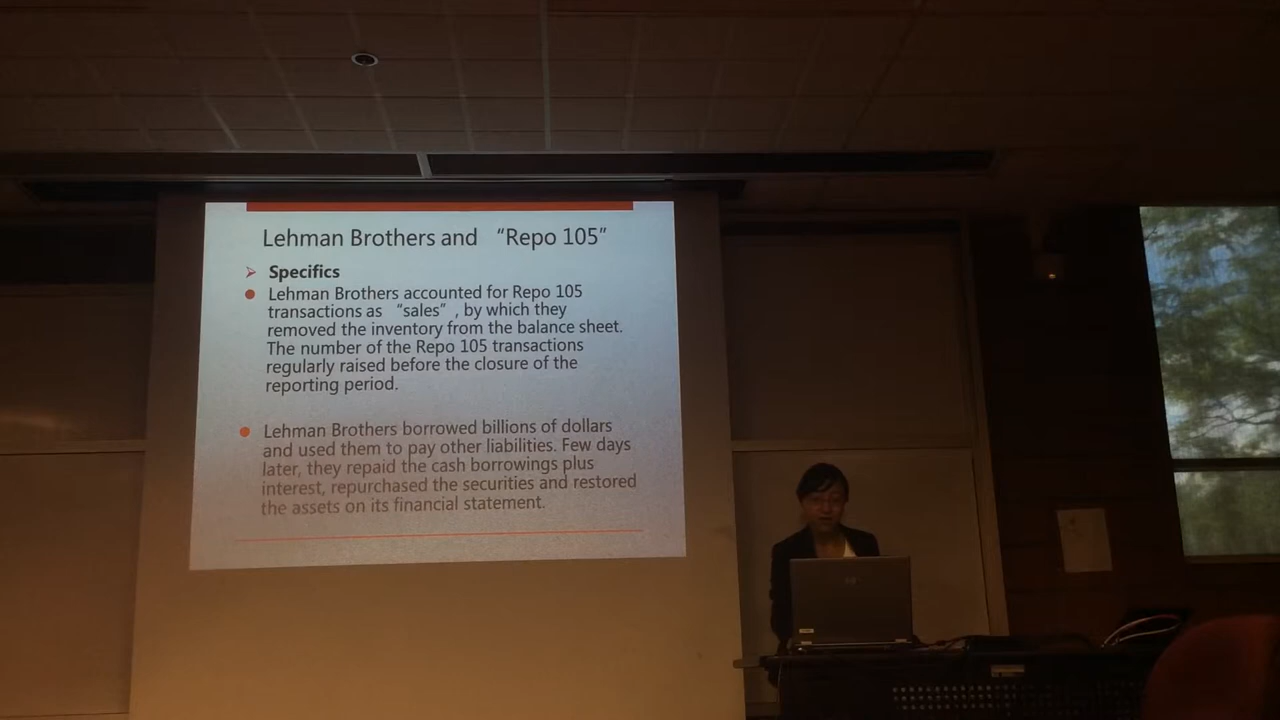 Lehman Brothers and “Repo 105”
Specifics
Lehman Brothers accounted for Repo 105
transactions as “sales”, by which they
removed the inventory from the balance sheet.
The number of the Repo 105 transactions
regularly raised before the closure of the
reporting period.
Lehman Brothers borrowed billions of dollars
and used them to pay other liabilities. Few days
later, they repaid the cash borrowings plus
interest, repurchased the securities and restored
the assets on its financial statement.